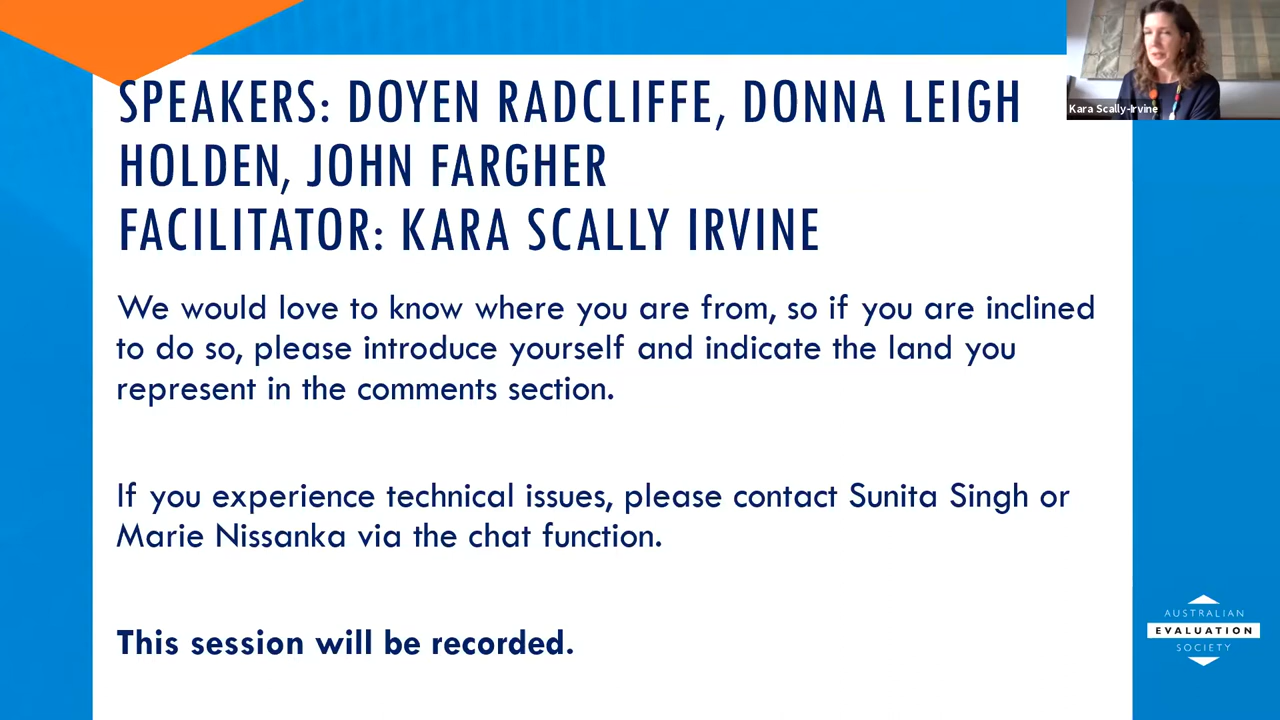 SPEAKERS: DOYEN RADCLIFFE, DONNA LEIGH
HOLDEN, JOHN FARGHER
FACILITATOR: KARA SCALLY IRVINE
Kara Scally-Irvine
We would love to know where you are from, so if you are inclined
to do so, please introduce yourself and indicate the land you
represent in the comments section.
If you experience technical issues, please contact Sunita Singh or
Marie Nissanka via the chat function.
This session will be recorded.
AUSTRALIAN
EVALUATION
SOCIETY